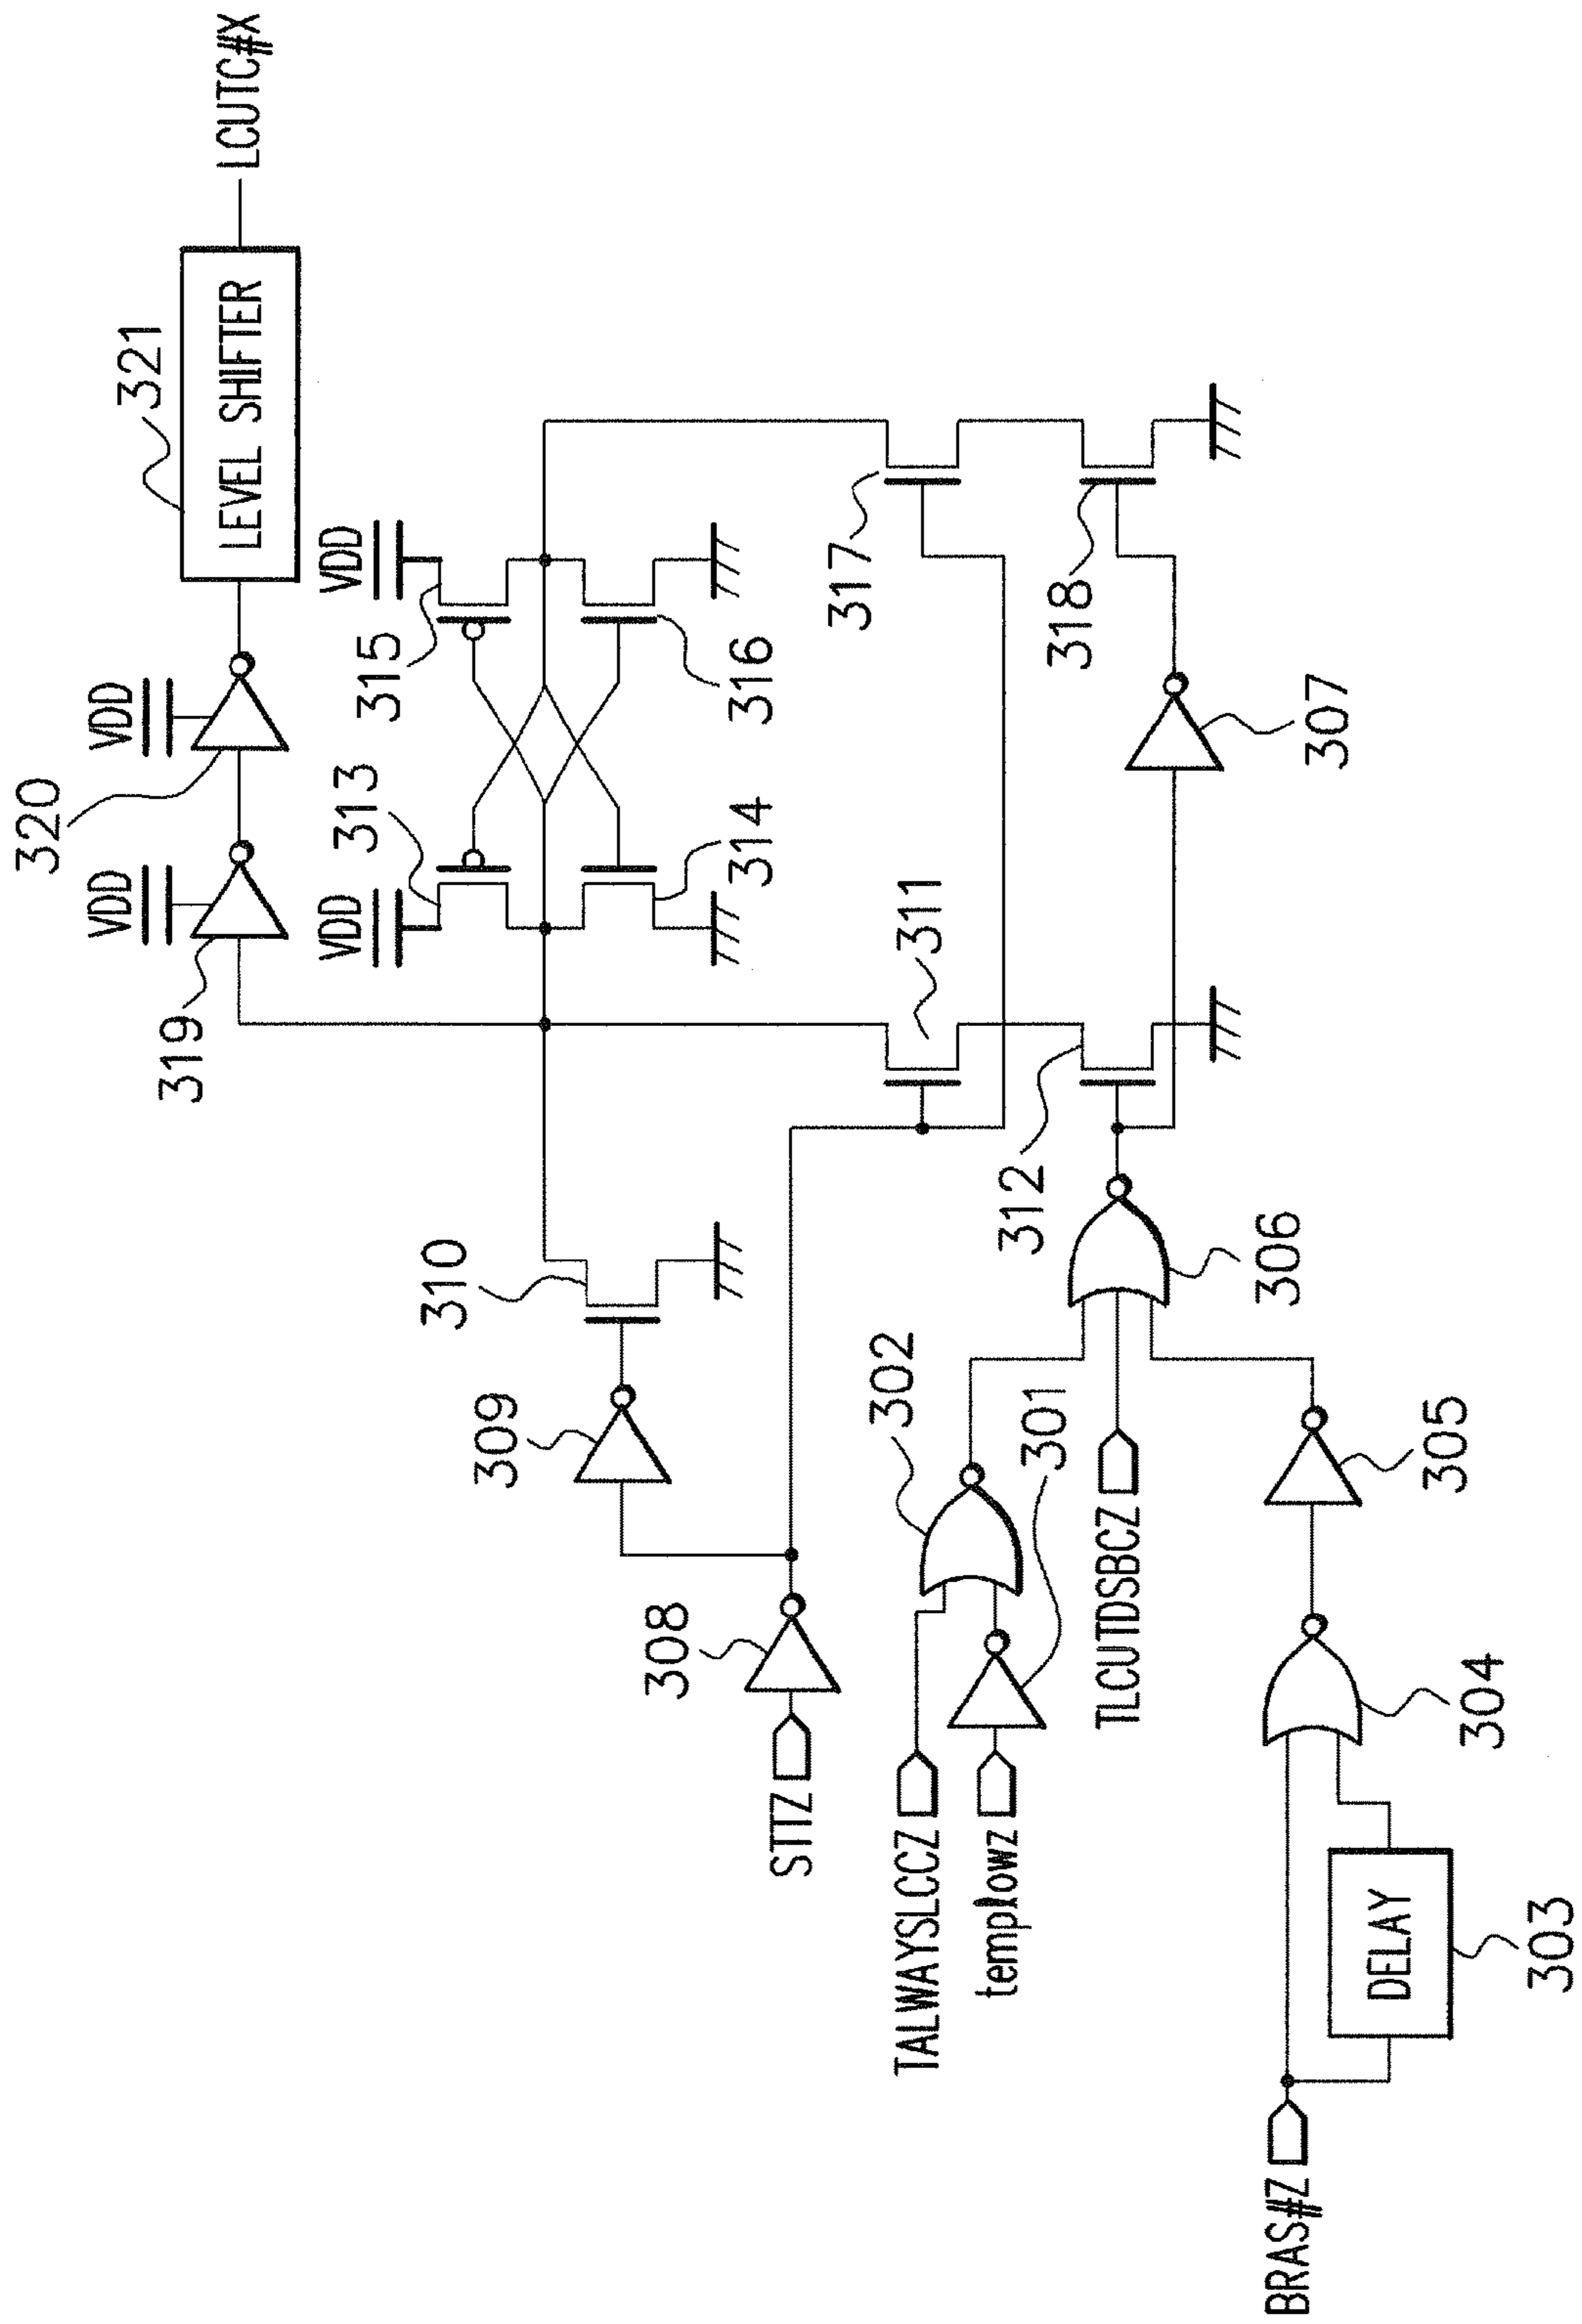 LCUTC#X
321
LEVEL SHIFTER
VDD
320
VDD
319
VDD
315
VDD
313
316
314
317
311
318
307
310
312
309
306
302
301
308
STTZ
TALWAYSLCCZ
templowz
TLCUTDSBCZ
305
304
DELAY
303
BRAS#Z